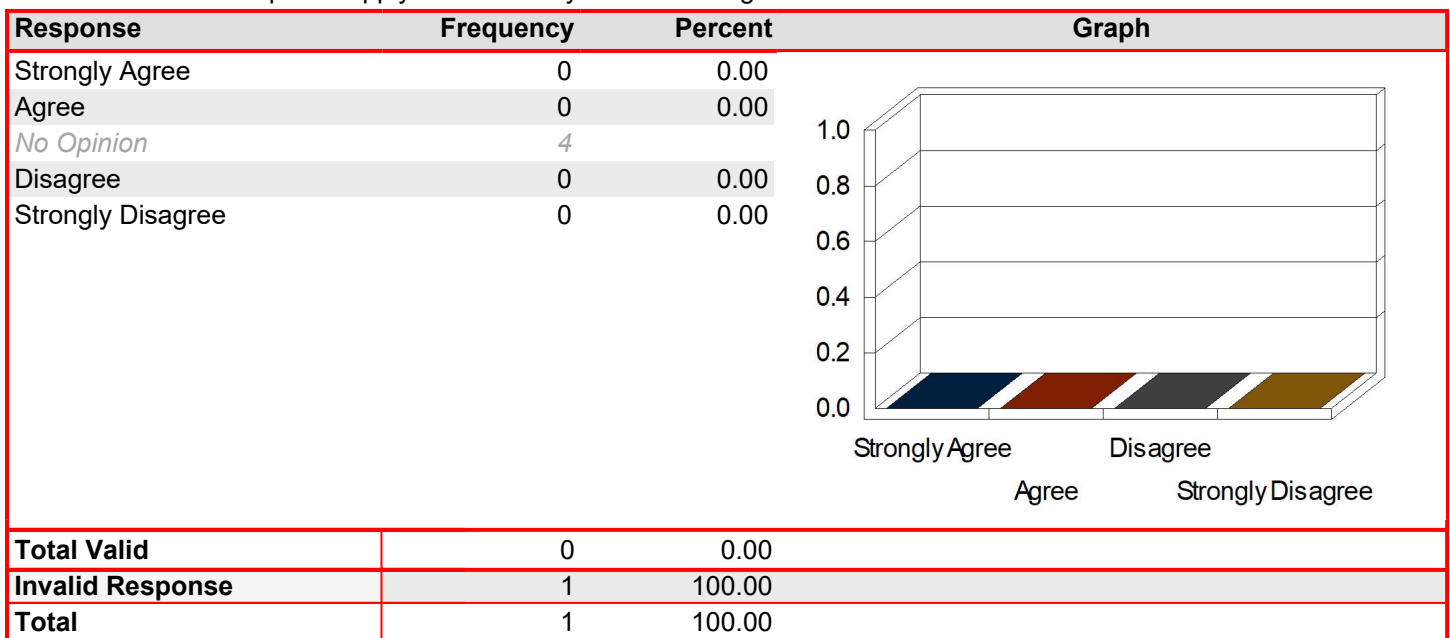 Response Frequency Percent Graph
Strongly Agree 0 0.00
Agree 0 0.00
No Opinion 4
Disagree 0 0.00
Strongly Disagree 0 0.00
1.0
0.8
0.6
0.4
0.2
0.0
Strongly Agree Disagree
Agree Strongly Disagree
Total Valid 0 0.00
Invalid Response 1 100.00
Total 1 100.00